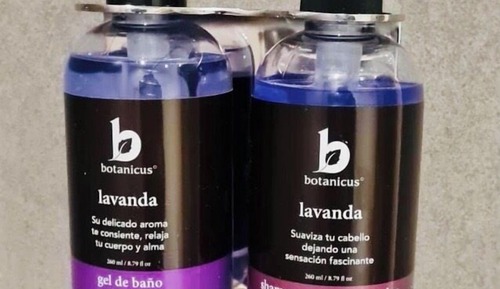 botanicus®
lavanda
Su delicado aroma
te consiente, relaja
tu cuerpo y alma
260 ml / 8.79 fl oz
gel de baño
botanicus®
lavanda
Suaviza tu cabello
dejando una
sensación fascinante
260 ml / 8.79 fl oz